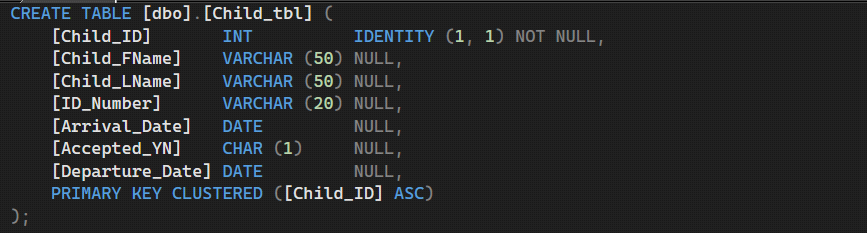 CREATE TABLE [dbo].[Child_tbl] (
    [Child_ID]       INT          IDENTITY (1, 1) NOT NULL,
    [Child_FName]    VARCHAR (50) NULL,
    [Child_LName]    VARCHAR (50) NULL,
    [ID_Number]      VARCHAR (20) NULL,
    [Arrival_Date]   DATE         NULL,
    [Accepted_YN]    CHAR (1)     NULL,
    [Departure_Date] DATE         NULL,
    PRIMARY KEY CLUSTERED ([Child_ID] ASC)
);